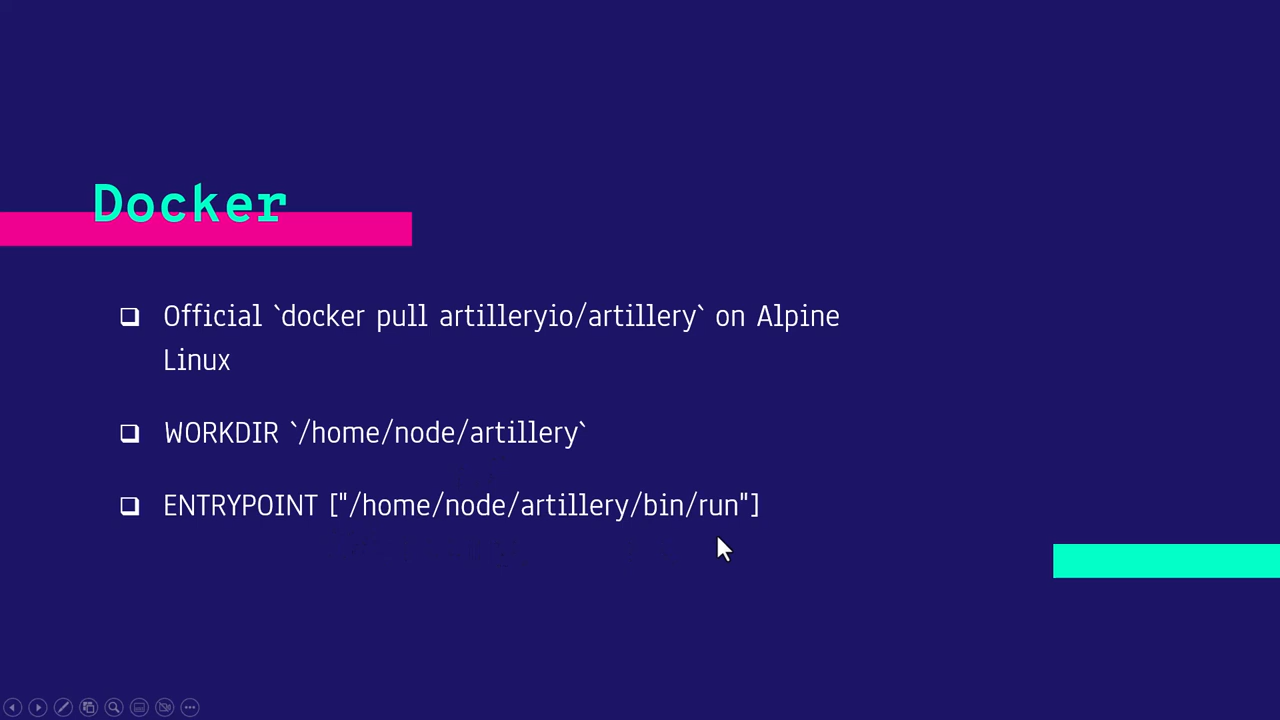 Docker
Official `docker pull artilleryio/artillery` on Alpine
Linux
WORKDIR `/home/node/artillery`
ENTRYPOINT ["/home/node/artillery/bin/run"]